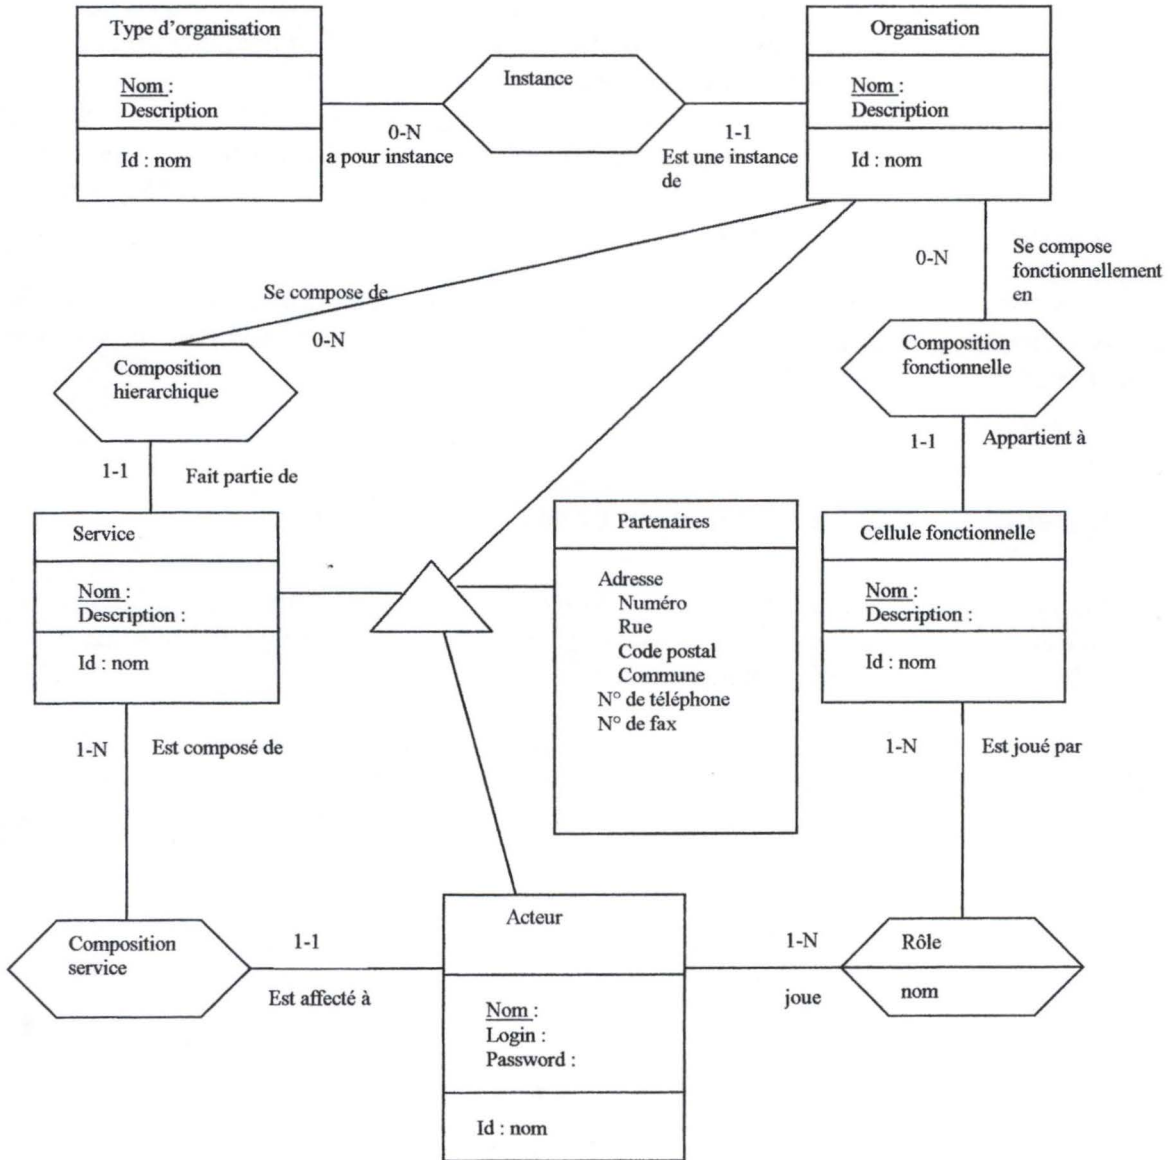 Type d'organisation
Nom :
Description
Id : nom
Instance
0-N
a pour instance
1-1
Est une instance
de
Organisation
Nom :
Description
Id : nom
Se compose de
0-N
0-N
Se compose
fonctionnellement
en
Composition
hierarchique
Composition
fonctionnelle
1-1
Fait partie de
1-1
Appartient à
Service
Nom :
Description :
Id : nom
Partenaires
Adresse
Numéro
Rue
Code postal
Commune
N° de téléphone
N° de fax
Cellule fonctionnelle
Nom :
Description :
Id : nom
1-N
Est composé de
1-N
Est joué par
Composition
service
1-1
Est affecté à
Acteur
Nom :
Login :
Password :
Id : nom
1-N
joue
Rôle
nom